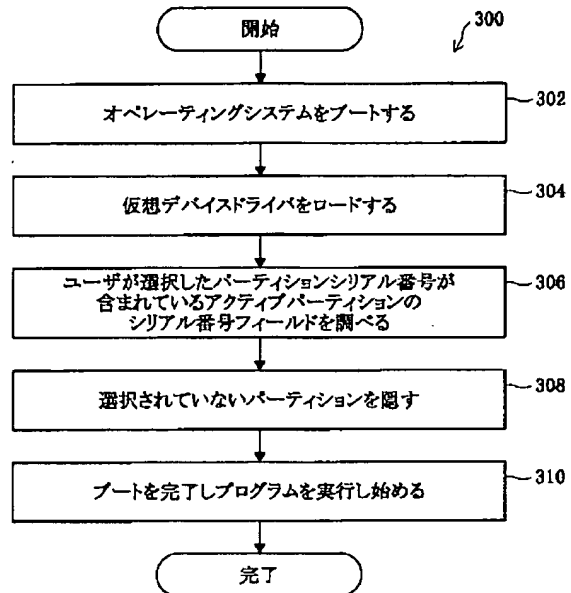 開始
300
オペレーティングシステムをブートする
302
仮想デバイスドライバをロードする
304
ユーザが選択したパーティションシリアル番号が
含まれているアクティブパーティションの
シリアル番号フィールドを調べる
306
選択されていないパーティションを隠す
308
ブートを完了しプログラムを実行し始める
310
完了